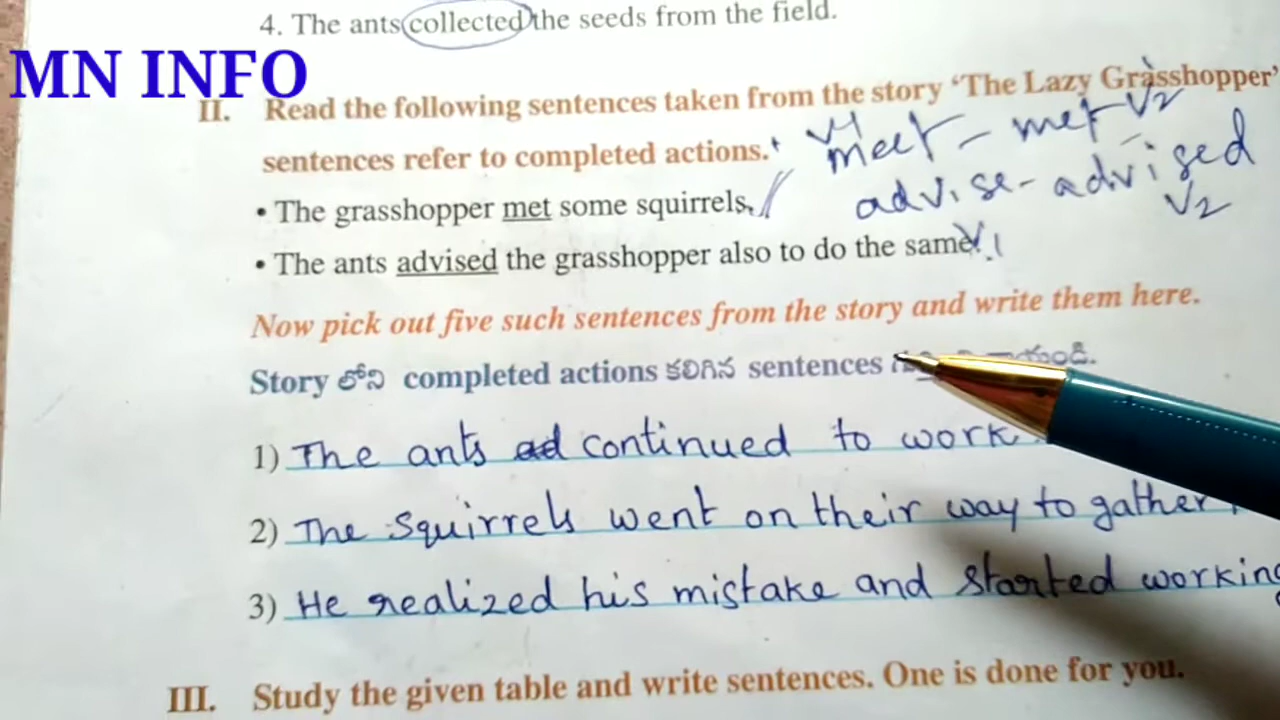 4. The ants collected the seeds from the field.
MN INFO
II. Read the following sentences taken from the story ‘The Lazy Grasshopper’
sentences refer to completed actions.
V1 meet - met V2
• The grasshopper met some squirrels.
advise - advised
V1 V2
• The ants advised the grasshopper also to do the same.
Now pick out five such sentences from the story and write them here.
Story లోని completed actions కలిగిన sentences
1) The ants ad continued to work
2) The squirrels went on their way to gather
3) He realized his mistake and started working
III. Study the given table and write sentences. One is done for you.